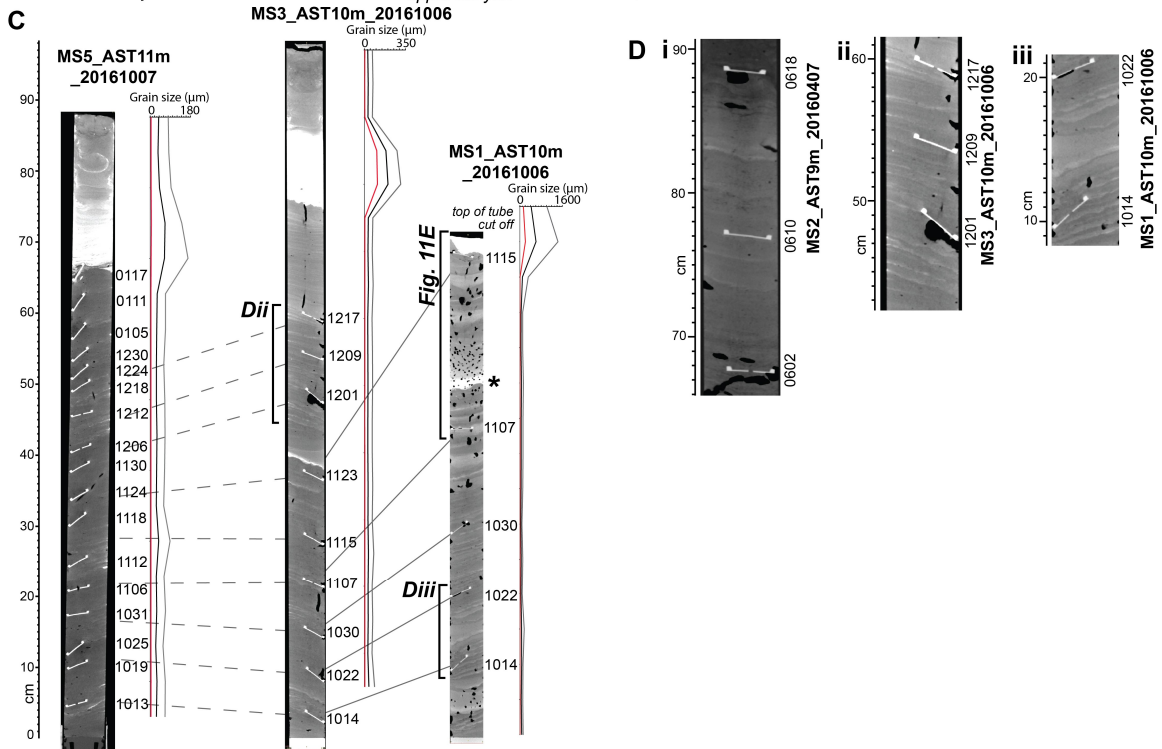 C
MS5_AST11m
_20161007
Grain size (µm)
0 180
cm
90
80
70
60
50
40
30
20
10
0
0117
0111
0105
1230
1224
1218
1212
1206
1130
1124
1118
1112
1106
1031
1025
1019
1013
MS3_AST10m_20161006
Grain size (µm)
0 350
Dii
1217
1209
1201
1123
1115
1107
1030
1022
1014
MS1_AST10m
_20161006
Grain size (µm)
0 1600
top of tube
cut off
Fig. 11E
1115
*
1107
1030
Diii
1022
1014
D
i
90
80
cm
70
0618
0610
0602
MS2_AST9m_20160407
ii
60
50
cm
1217
1209
1201
MS3_AST10m_20161006
iii
20
cm
10
1022
1014
MS1_AST10m_20161006